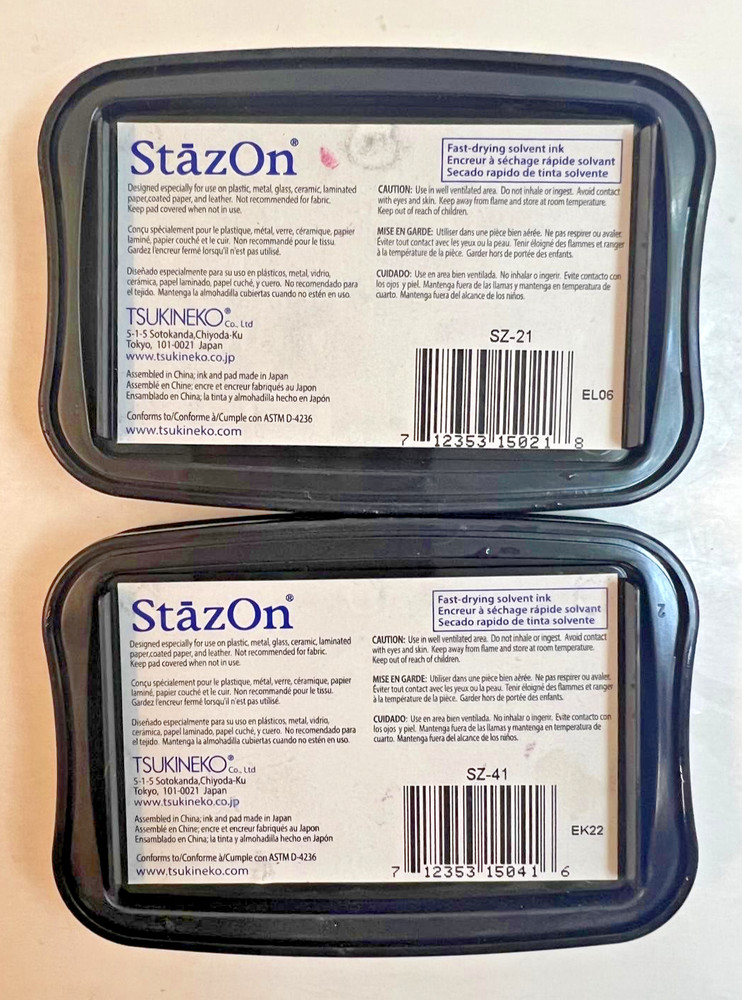 StāzOn®
Designed especially for use on plastic, metal, glass, ceramic, laminated
paper,coated paper, and leather. Not recommended for fabric.
Keep pad covered when not in use.
Conçu spécialement pour le plastique, métal, verre, céramique, papier
laminé, papier couché et le cuir. Non recommandé pour le tissu.
Gardez l'encreur fermé lorsqu'il n'est pas utilisé.
Diseñado especialmente para su uso en plásticos, metal, vidrio,
cerámica, papel laminado, papel cuché, y cuero. No recomendado para
el tejido. Mantenga la almohadilla cubiertas cuando no estén en uso.
TSUKINEKO®
Co., Ltd
5-1-5 Sotokanda,Chiyoda-Ku
Tokyo, 101-0021 Japan
www.tsukineko.co.jp
Assembled in China; ink and pad made in Japan
Assemblé en Chine; encre et encreur fabriqués au Japon
Ensamblado en China; la tinta y almohadilla hecho en Japón
Conforms to/Conforme à/Cumple con ASTM D-4236
www.tsukineko.com
Fast-drying solvent ink
Encreur à séchage rápide solvant
Secado rapido de tinta solvente
CAUTION: Use in well ventilated area. Do not inhale or ingest. Avoid contact
with eyes and skin. Keep away from flame and store at room temperature.
Keep out of reach of children.
MISE EN GARDE: Utiliser dans une pièce bien aérée. Ne pas respirer ou avaler.
Éviter tout contact avec les yeux ou la peau. Tenir éloigné des flammes et ranger
à la température de la pièce. Garder hors de portée des enfants.
CUIDADO: Use en area bien ventilada. No inhalar o ingerir. Evite contacto con
los ojos y piel. Mantenga fuera de las llamas y mantenga en temperatura de
cuarto. Mantenga fuera del alcance de los niños.
SZ-21
EL06
7 12353 15021 8
StāzOn®
Designed especially for use on plastic, metal, glass, ceramic, laminated
paper,coated paper, and leather. Not recommended for fabric.
Keep pad covered when not in use.
Conçu spécialement pour le plastique, métal, verre, céramique, papier
laminé, papier couché et le cuir. Non recommandé pour le tissu.
Gardez l'encreur fermé lorsqu'il n'est pas utilisé.
Diseñado especialmente para su uso en plásticos, metal, vidrio,
cerámica, papel laminado, papel cuché, y cuero. No recomendado para
el tejido. Mantenga la almohadilla cubiertas cuando no estén en uso.
TSUKINEKO®
Co., Ltd
5-1-5 Sotokanda,Chiyoda-Ku
Tokyo, 101-0021 Japan
www.tsukineko.co.jp
Assembled in China; ink and pad made in Japan
Assemblé en Chine; encre et encreur fabriqués au Japon
Ensamblado en China; la tinta y almohadilla hecho en Japón
Conforms to/Conforme à/Cumple con ASTM D-4236
www.tsukineko.com
Fast-drying solvent ink
Encreur à séchage rápide solvant
Secado rapido de tinta solvente
CAUTION: Use in well ventilated area. Do not inhale or ingest. Avoid contact
with eyes and skin. Keep away from flame and store at room temperature.
Keep out of reach of children.
MISE EN GARDE: Utiliser dans une pièce bien aérée. Ne pas respirer ou avaler.
Éviter tout contact avec les yeux ou la peau. Tenir éloigné des flammes et ranger
à la température de la pièce. Garder hors de portée des enfants.
CUIDADO: Use en area bien ventilada. No inhalar o ingerir. Evite contacto con
los ojos y piel. Mantenga fuera de las llamas y mantenga en temperatura de
cuarto. Mantenga fuera del alcance de los niños.
SZ-41
EK22
7 12353 15041 6
2